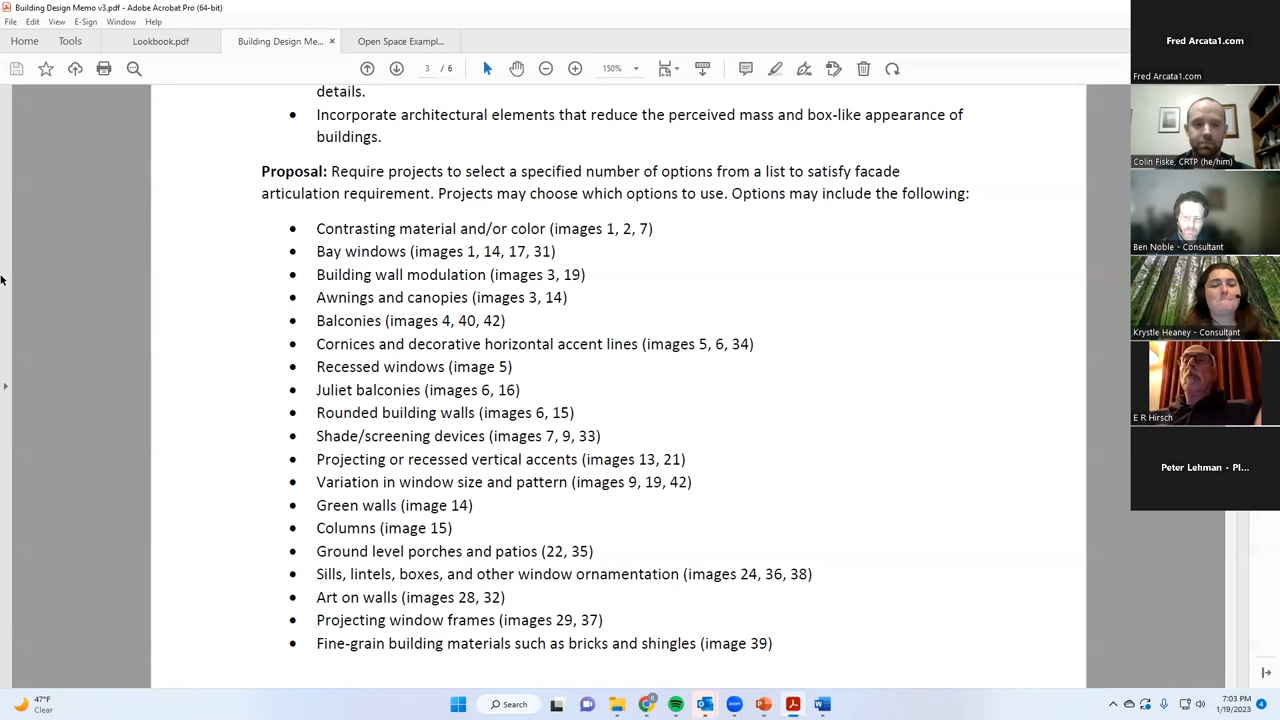 Building Design Memo v3.pdf - Adobe Acrobat Pro (64-bit)
File Edit View E-Sign Window Help
Home Tools Lookbook.pdf Building Design Me... × Open Space Exampl...
3 / 6 150%
details.
• Incorporate architectural elements that reduce the perceived mass and box-like appearance of
buildings.
Proposal: Require projects to select a specified number of options from a list to satisfy facade
articulation requirement. Projects may choose which options to use. Options may include the following:
• Contrasting material and/or color (images 1, 2, 7)
• Bay windows (images 1, 14, 17, 31)
• Building wall modulation (images 3, 19)
• Awnings and canopies (images 3, 14)
• Balconies (images 4, 40, 42)
• Cornices and decorative horizontal accent lines (images 5, 6, 34)
• Recessed windows (image 5)
• Juliet balconies (images 6, 16)
• Rounded building walls (images 6, 15)
• Shade/screening devices (images 7, 9, 33)
• Projecting or recessed vertical accents (images 13, 21)
• Variation in window size and pattern (images 9, 19, 42)
• Green walls (image 14)
• Columns (image 15)
• Ground level porches and patios (22, 35)
• Sills, lintels, boxes, and other window ornamentation (images 24, 36, 38)
• Art on walls (images 28, 32)
• Projecting window frames (images 29, 37)
• Fine-grain building materials such as bricks and shingles (image 39)
Fred Arcata1.com
Fred Arcata1.com
Colin Fiske, CRTP (he/him)
Ben Noble - Consultant
Krystle Heaney - Consultant
E R Hirsch
Peter Lehman - Pl...
47°F
Clear
Search
7:03 PM
1/19/2023
4